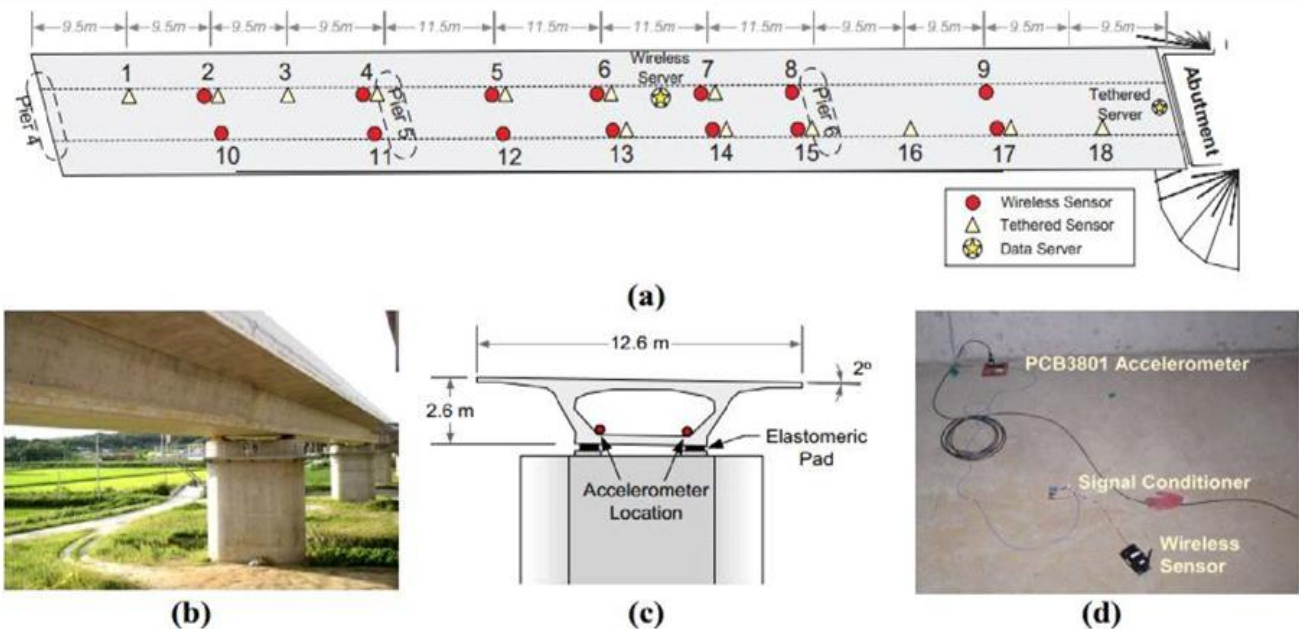 9.5m 9.5m 9.5m 9.5m 11.5m 11.5m 11.5m 11.5m 9.5m 9.5m 9.5m 9.5m
1 2 3 4 5 6 Wireless Server 7 8 9
Pier 4
Pier 5
Pier 6
Tethered Server
Abutment
10 11 12 13 14 15 16 17 18
Wireless Sensor
Tethered Sensor
Data Server
(a)
12.6 m
2°
2.6 m
Elastomeric
Pad
Accelerometer
Location
PCB3801 Accelerometer
Signal Conditioner
Wireless
Sensor
(b)
(c)
(d)